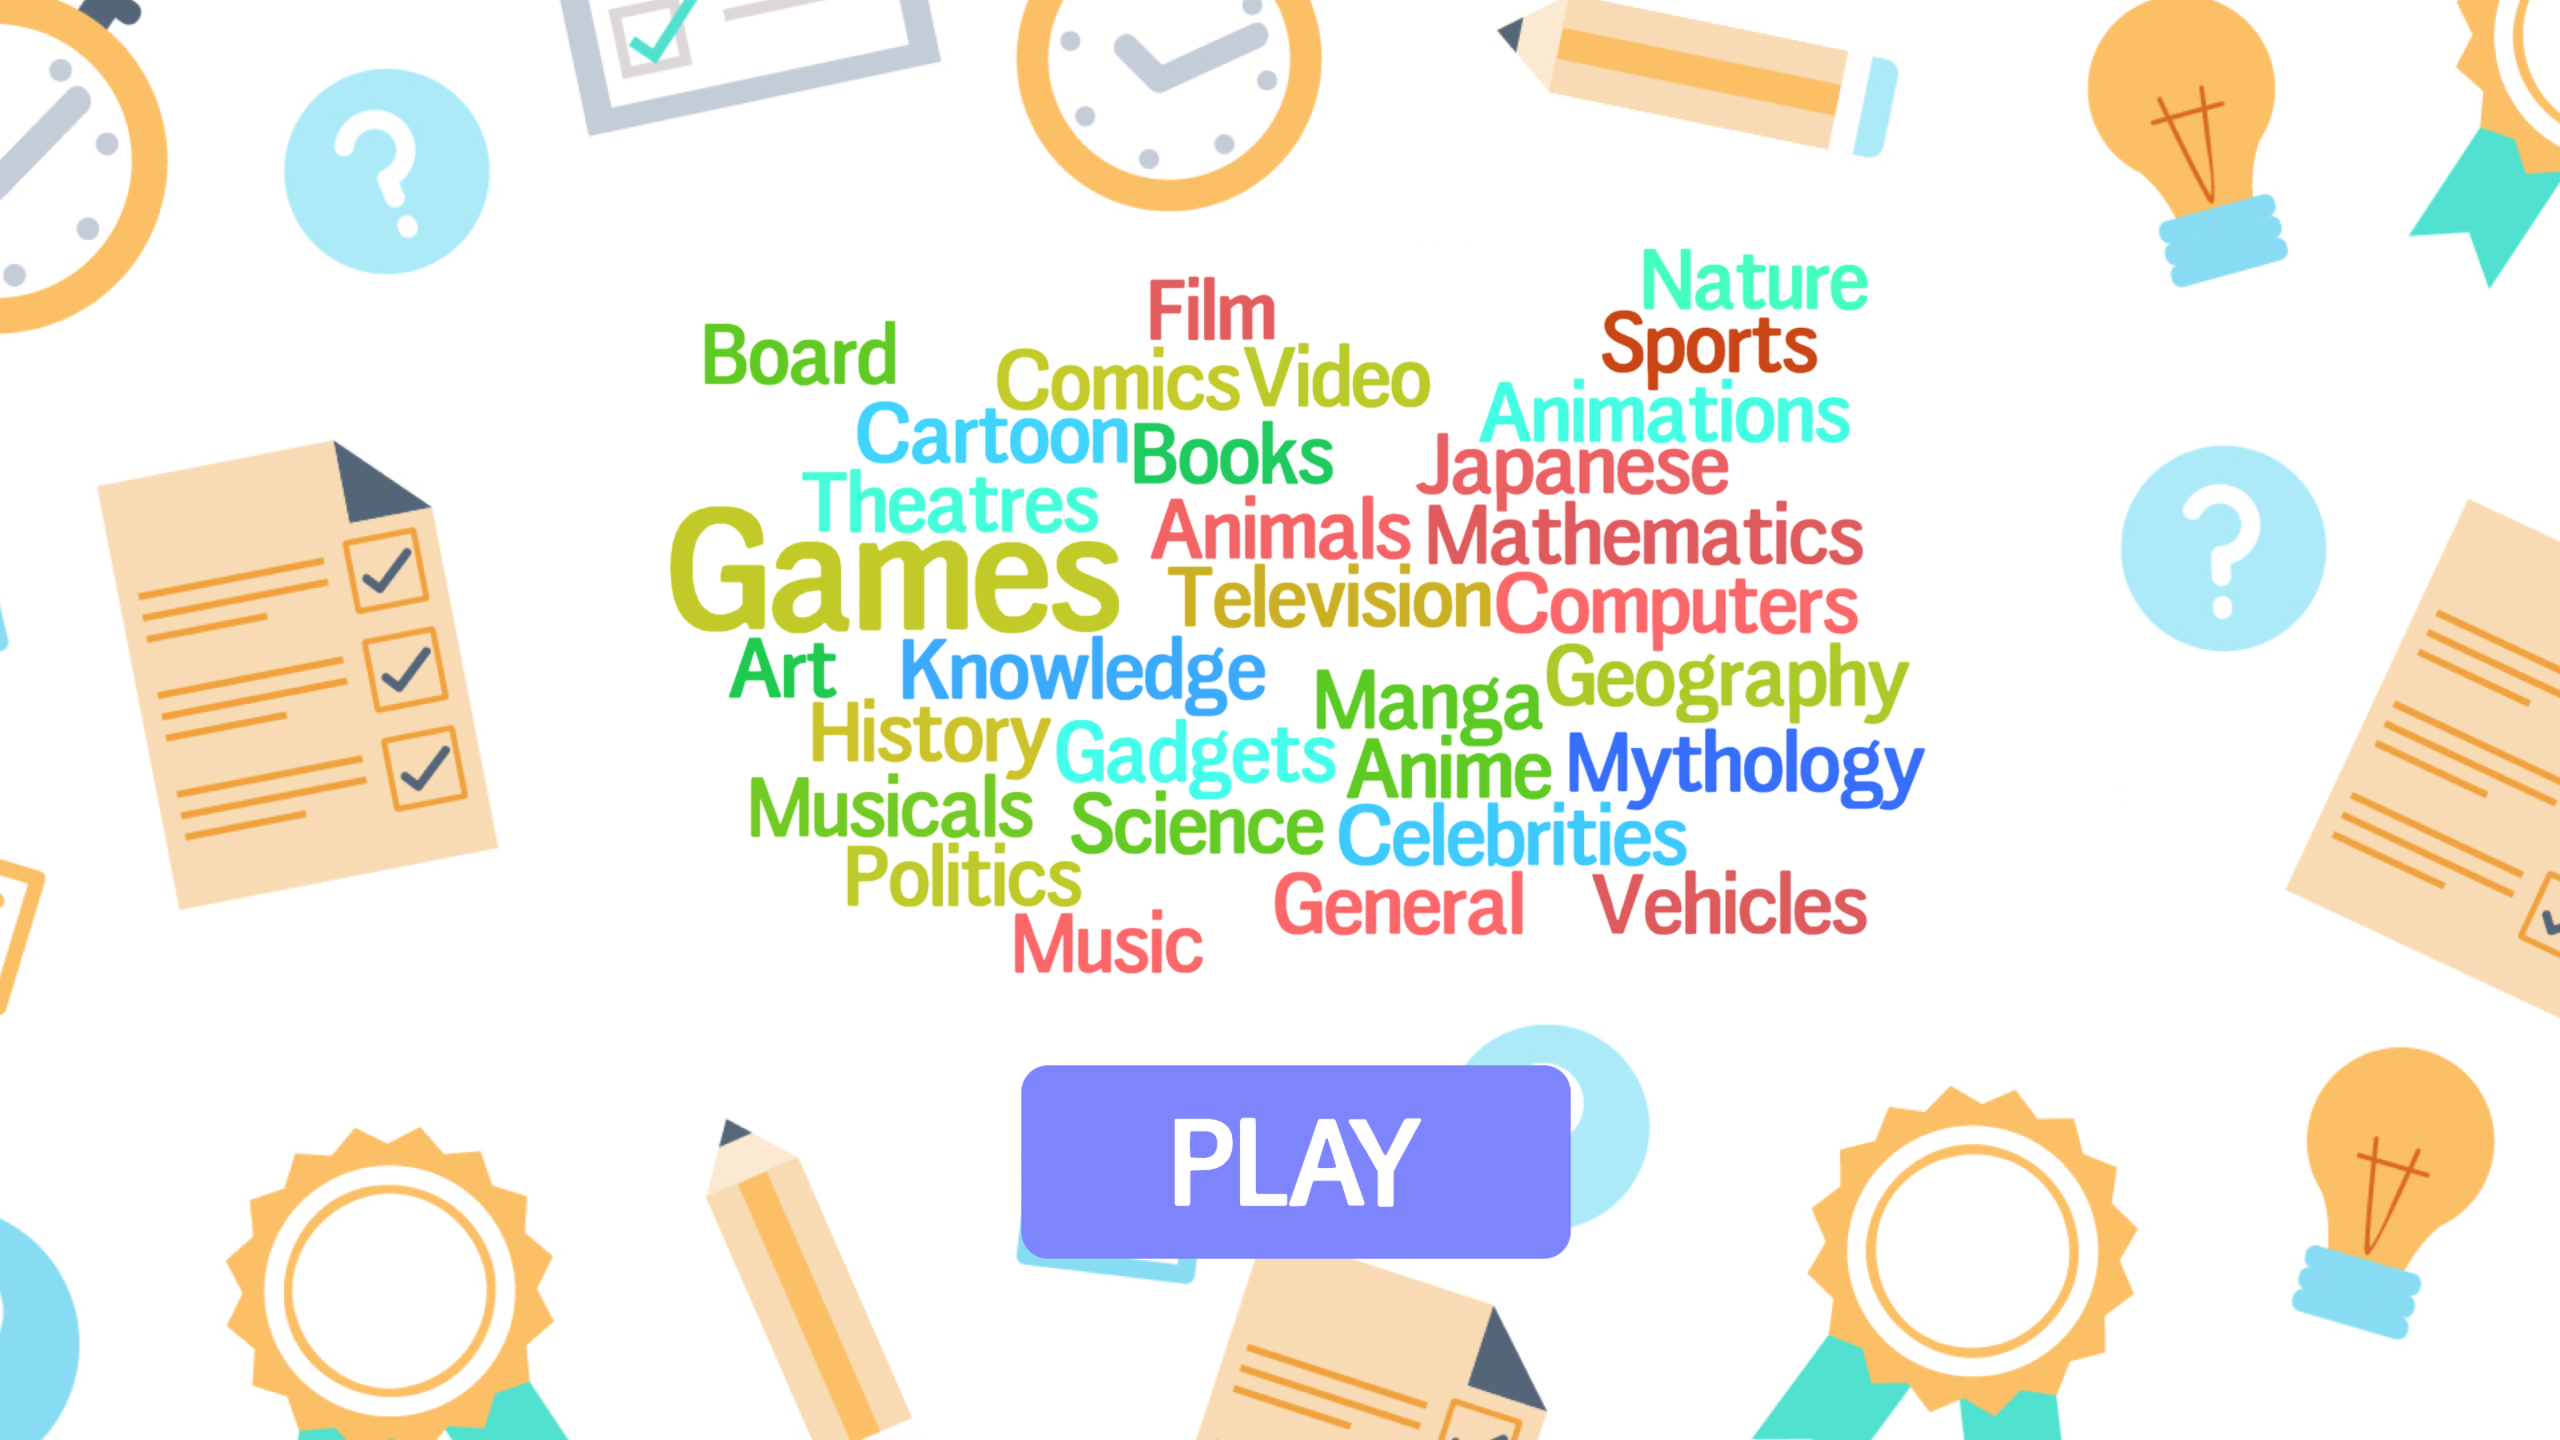 Nature
Film
Sports
Board
Comics Video
Animations
Cartoon Books
Japanese
Theatres
Animals Mathematics
Games
Television Computers
Art Knowledge
Manga Geography
History Gadgets
Anime Mythology
Musicals Science Celebrities
Politics
General Vehicles
Music
PLAY